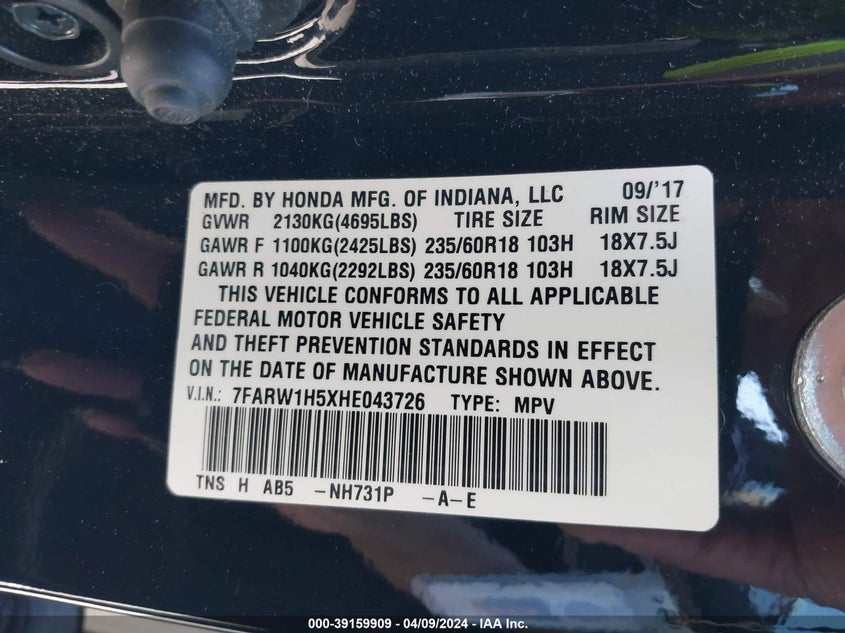 MFD. BY HONDA MFG. OF INDIANA, LLC 09/'17
GVWR 2130KG(4695LBS) TIRE SIZE RIM SIZE
GAWR F 1100KG(2425LBS) 235/60R18 103H 18X7.5J
GAWR R 1040KG(2292LBS) 235/60R18 103H 18X7.5J
THIS VEHICLE CONFORMS TO ALL APPLICABLE
FEDERAL MOTOR VEHICLE SAFETY
AND THEFT PREVENTION STANDARDS IN EFFECT
ON THE DATE OF MANUFACTURE SHOWN ABOVE.
V.I.N.: 7FARW1H5XHE043726 TYPE: MPV
TNS H AB5 -NH731P -A-E
000-39159909 - 04/09/2024 - IAA Inc.